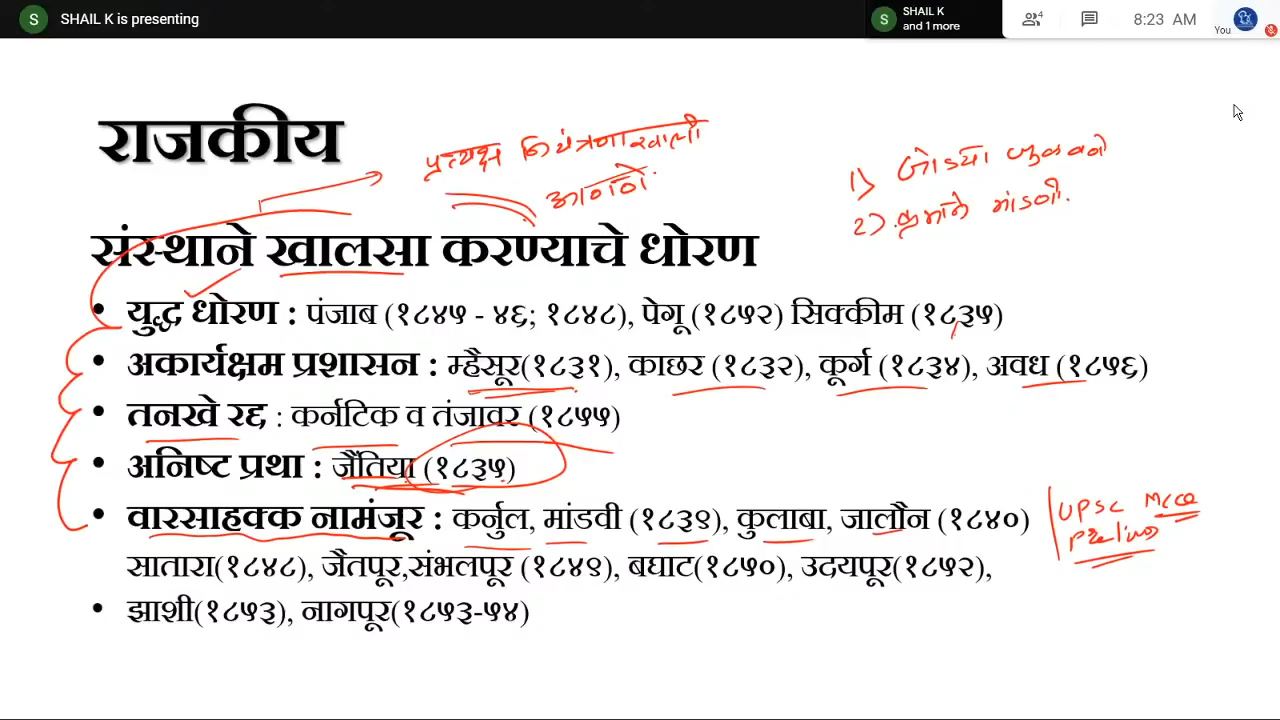 S SHAIL K is presenting
S SHAIL K and 1 more
4
8:23 AM
You
राजकीय
प्रत्यक्ष नियंत्रणाखाली
आणणे.
1) जोड्या जुळवणे
2) क्रमाने मांडणी.
संस्थाने खालसा करण्याचे धोरण
• युद्ध धोरण : पंजाब (१८४५ - ४६; १८४८), पेगू (१८५२) सिक्कीम (१८३५)
• अकार्यक्षम प्रशासन : म्हैसूर(१८३१), काछर (१८३२), कूर्ग (१८३४), अवध (१८५६)
• तनखे रद्द : कर्नाटिक व तंजावर (१८५५)
• अनिष्ट प्रथा : जैंतिया (१८३५)
• वारसाहक्क नामंजूर : कर्नुल, मांडवी (१८३९), कुलाबा, जालौन (१८४०)
सातारा(१८४८), जैतपूर,संभलपूर (१८४९), बघाट(१८५०), उदयपूर(१८५२),
• झाशी(१८५३), नागपूर(१८५३-५४)
UPSC
Prelims